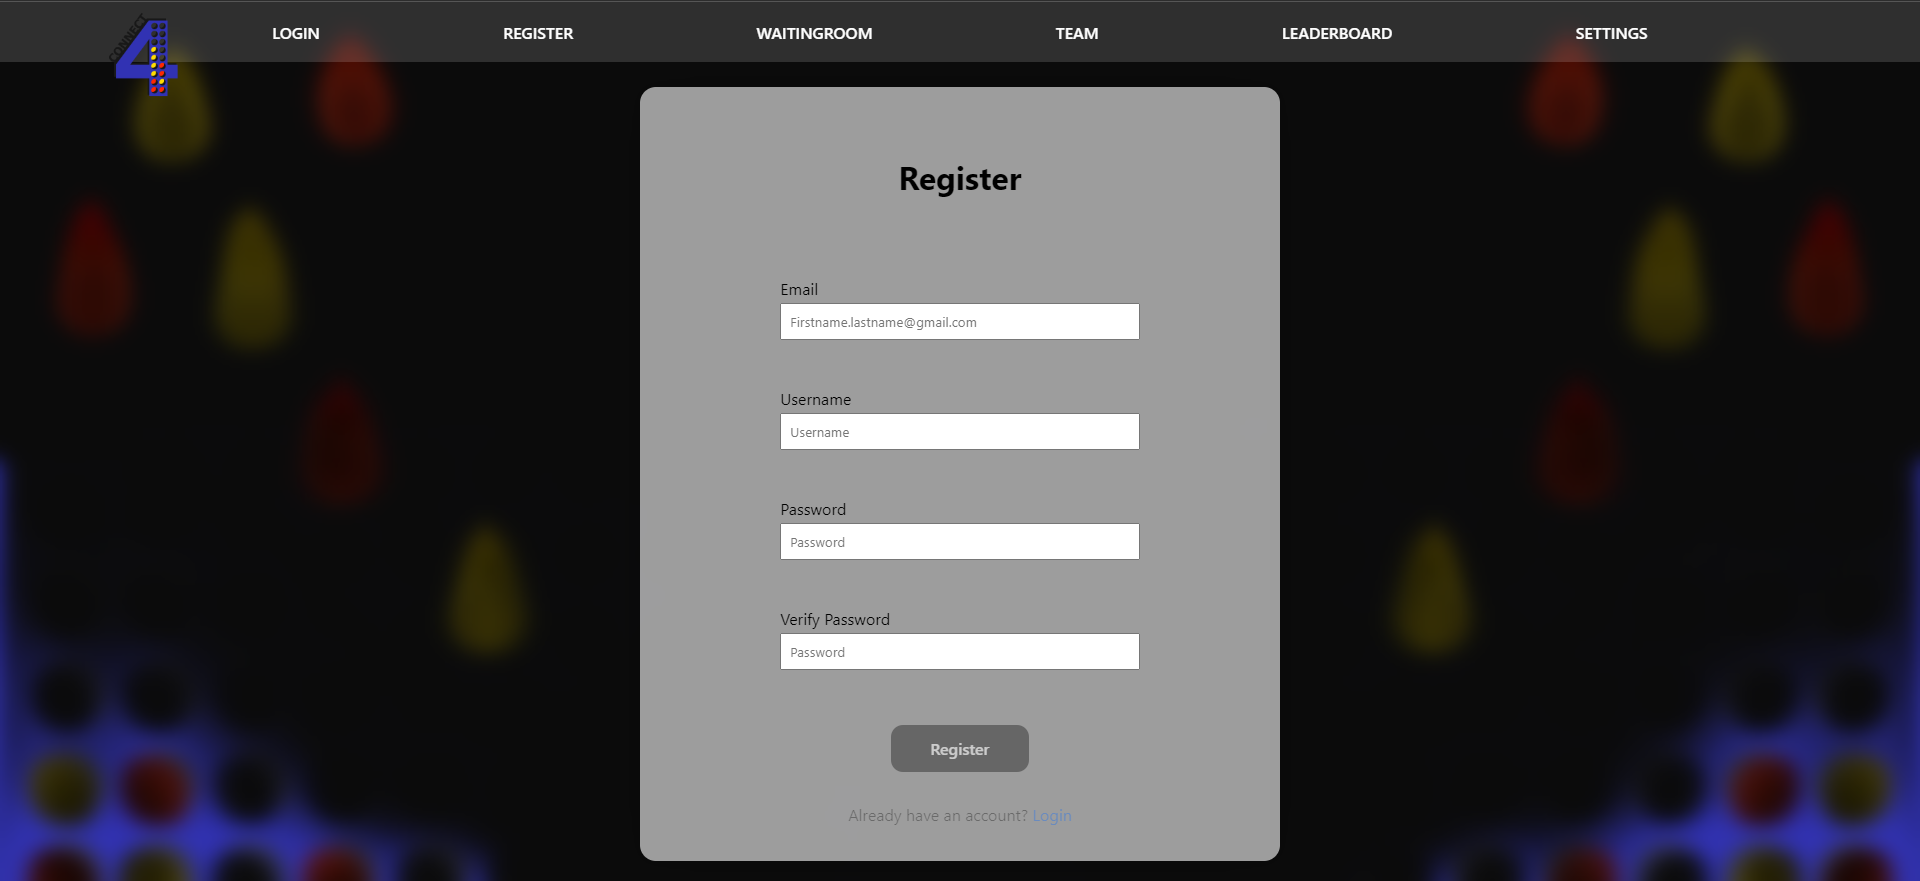 CONNECT
4
LOGIN
REGISTER
WAITINGROOM
TEAM
LEADERBOARD
SETTINGS
Register
Email
Firstname.lastname@gmail.com
Username
Username
Password
Password
Verify Password
Password
Register
Already have an account? Login